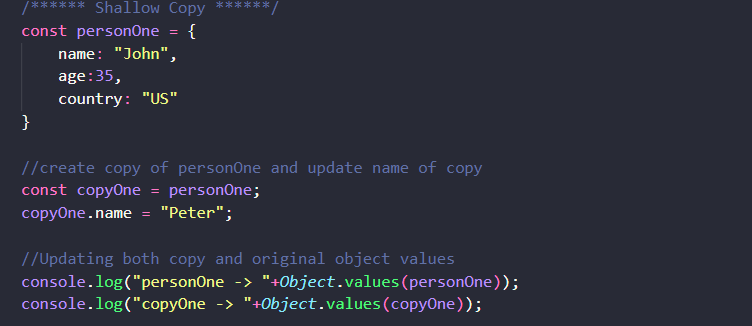 /****** Shallow Copy ******/
const personOne = {
    name: "John",
    age:35,
    country: "US"
}
//create copy of personOne and update name of copy
const copyOne = personOne;
copyOne.name = "Peter";
//Updating both copy and original object values
console.log("personOne -> "+Object.values(personOne));
console.log("copyOne -> "+Object.values(copyOne));